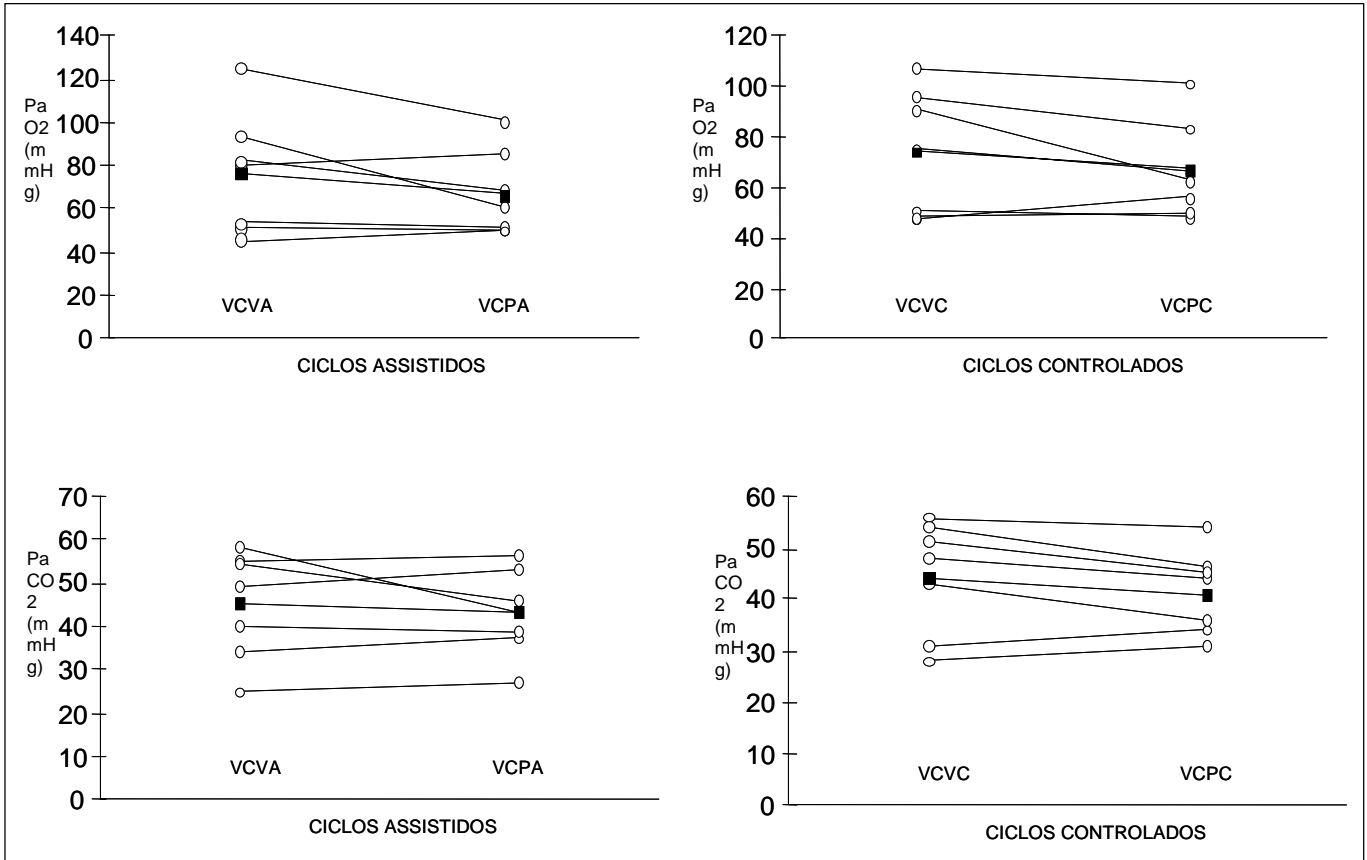 140
120
100
80
60
40
20
0
Pa
O2
(m
mH
g)
VCVA VCPA
CICLOS ASSISTIDOS
120
100
80
60
40
20
0
Pa
O2
(m
mH
g)
VCVC VCPC
CICLOS CONTROLADOS
70
60
50
40
30
20
10
0
Pa
CO
2
(m
mH
g)
VCVA VCPA
CICLOS ASSISTIDOS
60
50
40
30
20
10
0
Pa
CO
2
(m
mH
g)
VCVC VCPC
CICLOS CONTROLADOS